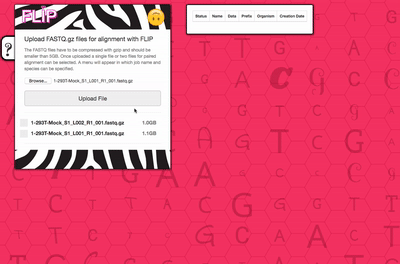 FLIP
Upload FASTQ.gz files for alignment with FLIP
The FASTQ files have to be compressed with gzip and should be
smaller than 5GB. Once uploaded a single file or two files for paired
alignment can be selected. A menu will appear in which job name and
species can be specified.
Browse... 1-293T-Mock_S1_L001_R1_001.fastq.gz
Upload File
1-293T-Mock_S1_L002_R1_001.fastq.gz 1.0GB
1-293T-Mock_S1_L001_R1_001.fastq.gz 1.1GB
?
Status Name Date Prefix Organism Creation Date